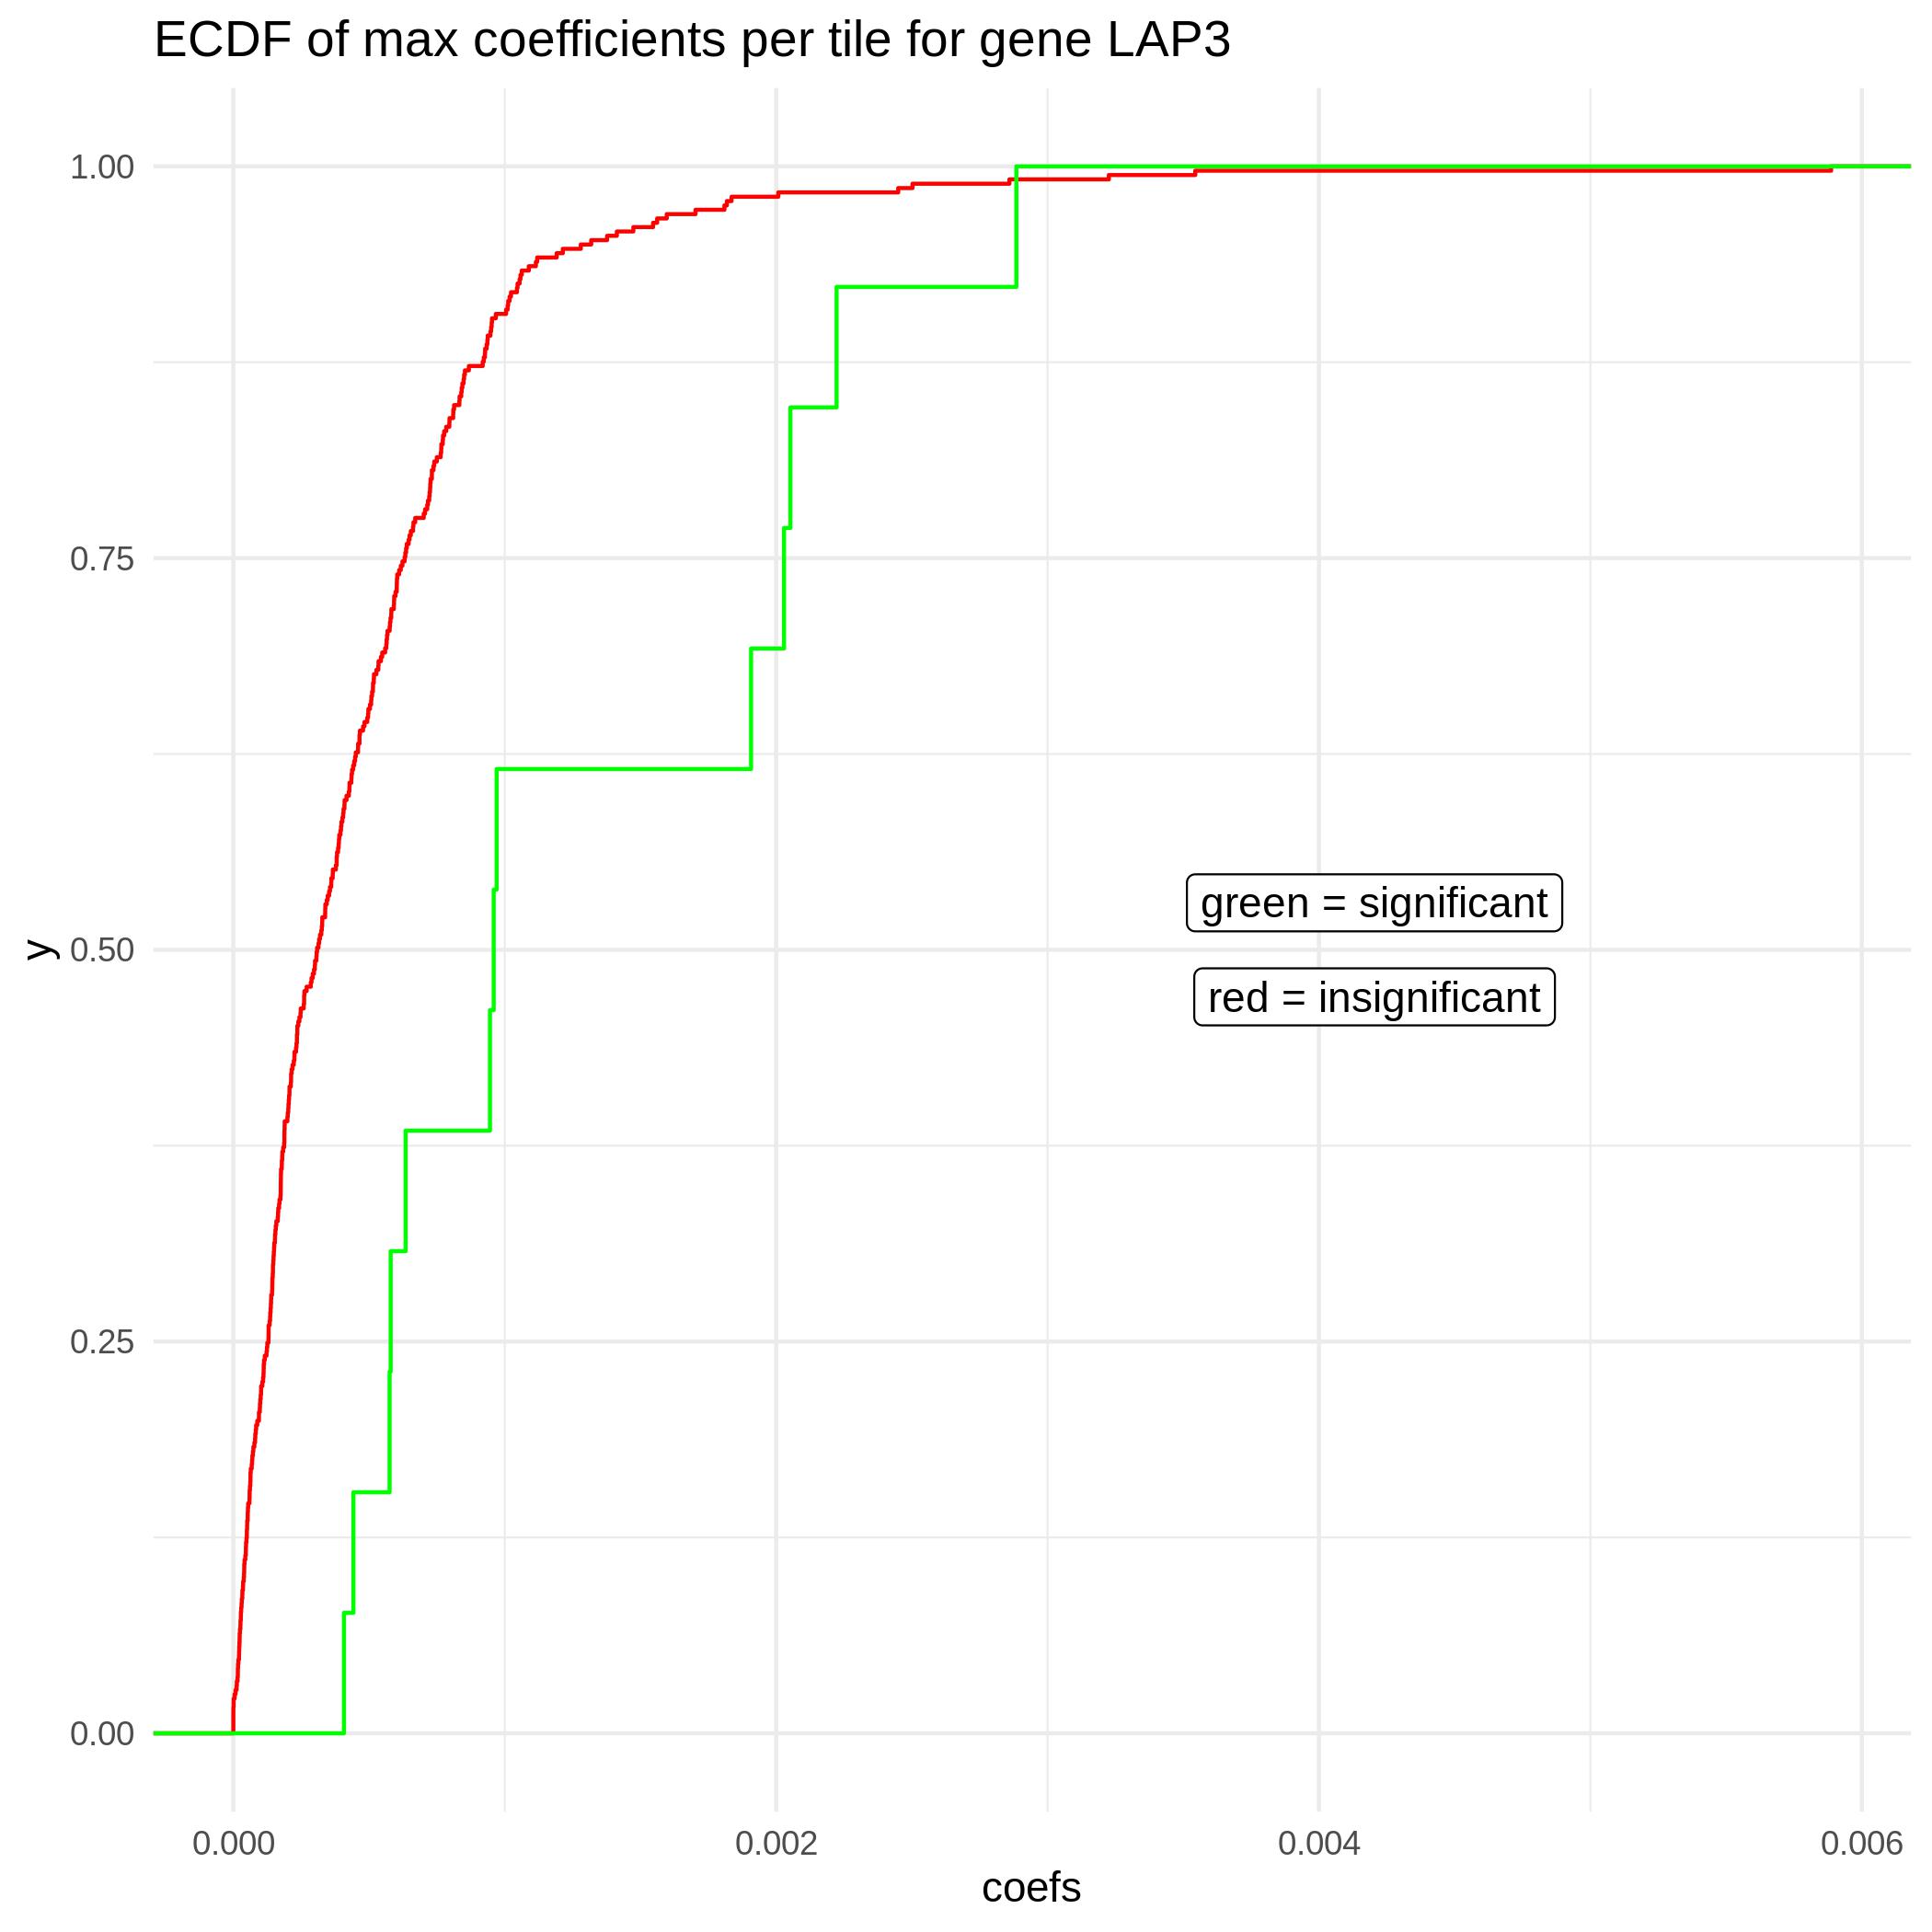 ECDF of max coefficients per tile for gene LAP3
1.00
0.75
0.50
0.25
0.00
y
green = significant
red = insignificant
0.000 0.002 0.004 0.006
coefs